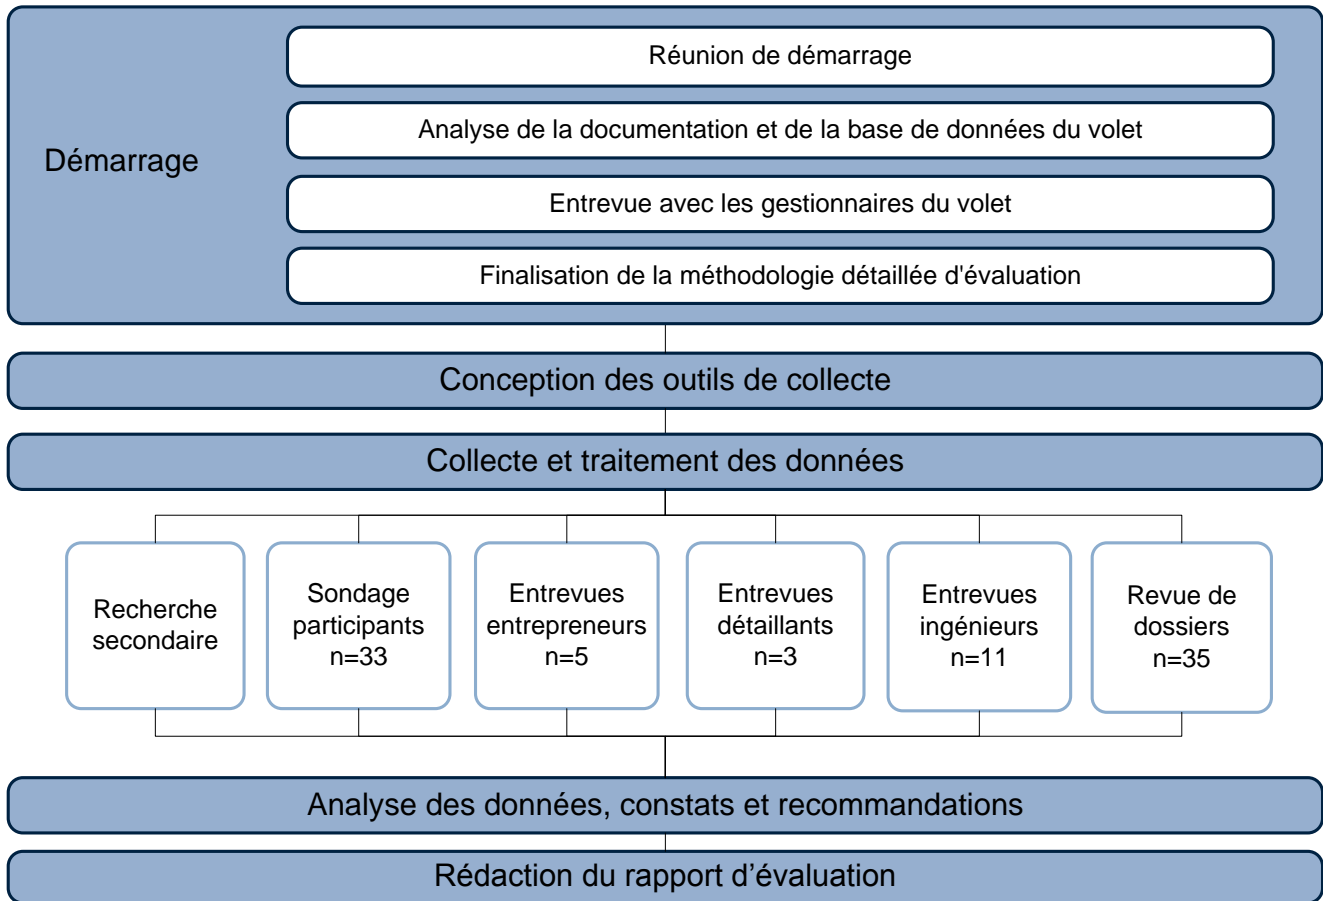 Démarrage
Réunion de démarrage
Analyse de la documentation et de la base de données du volet
Entrevue avec les gestionnaires du volet
Finalisation de la méthodologie détaillée d'évaluation
Conception des outils de collecte
Collecte et traitement des données
Recherche
secondaire
Sondage
participants
n=33
Entrevues
entrepreneurs
n=5
Entrevues
détaillants
n=3
Entrevues
ingénieurs
n=11
Revue de
dossiers
n=35
Analyse des données, constats et recommandations
Rédaction du rapport d’évaluation